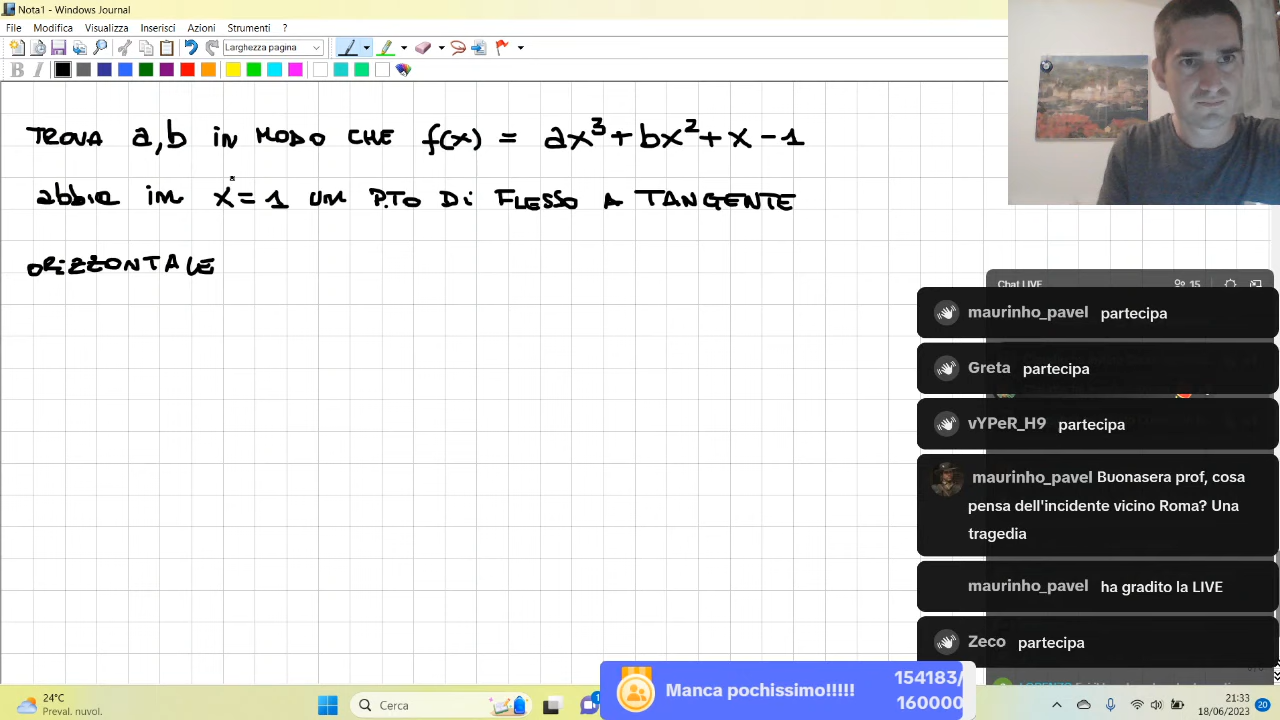 Nota1 - Windows Journal
File Modifica Visualizza Inserisci Azioni Strumenti ?
Larghezza pagina
TROVA a,b in MODO CHE f(x) = ax³ + bx² + x - 1
abbia in x = 1 un P.TO Di FLESSO A TANGENTE
ORIZZONTALE
Chat LIVE 15
maurinho_pavel partecipa
Greta partecipa
vYPeR_H9 partecipa
maurinho_pavel Buonasera prof, cosa
pensa dell'incidente vicino Roma? Una
tragedia
maurinho_pavel ha gradito la LIVE
Zeco partecipa
Manca pochissimo!!!!! 154183/
160000
24°C
Preval. nuvol.
Cerca
21:33
18/06/2023
20